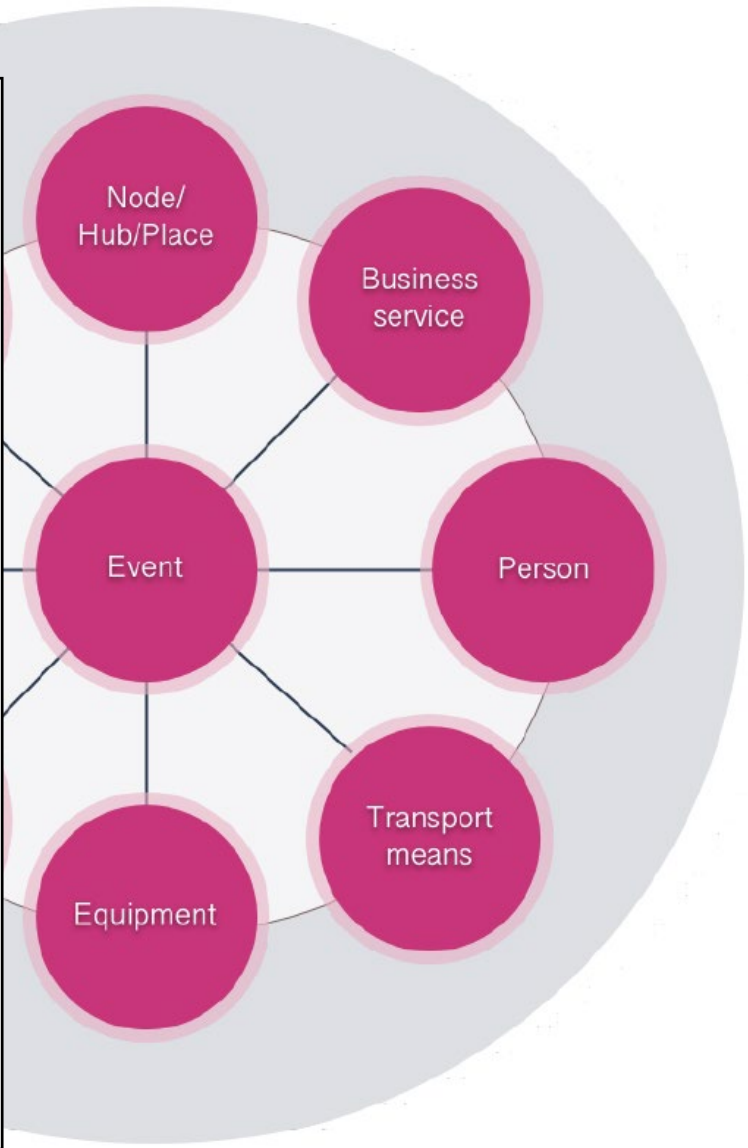 Node/
Hub/Place
Business
service
Event
Person
Transport
means
Equipment